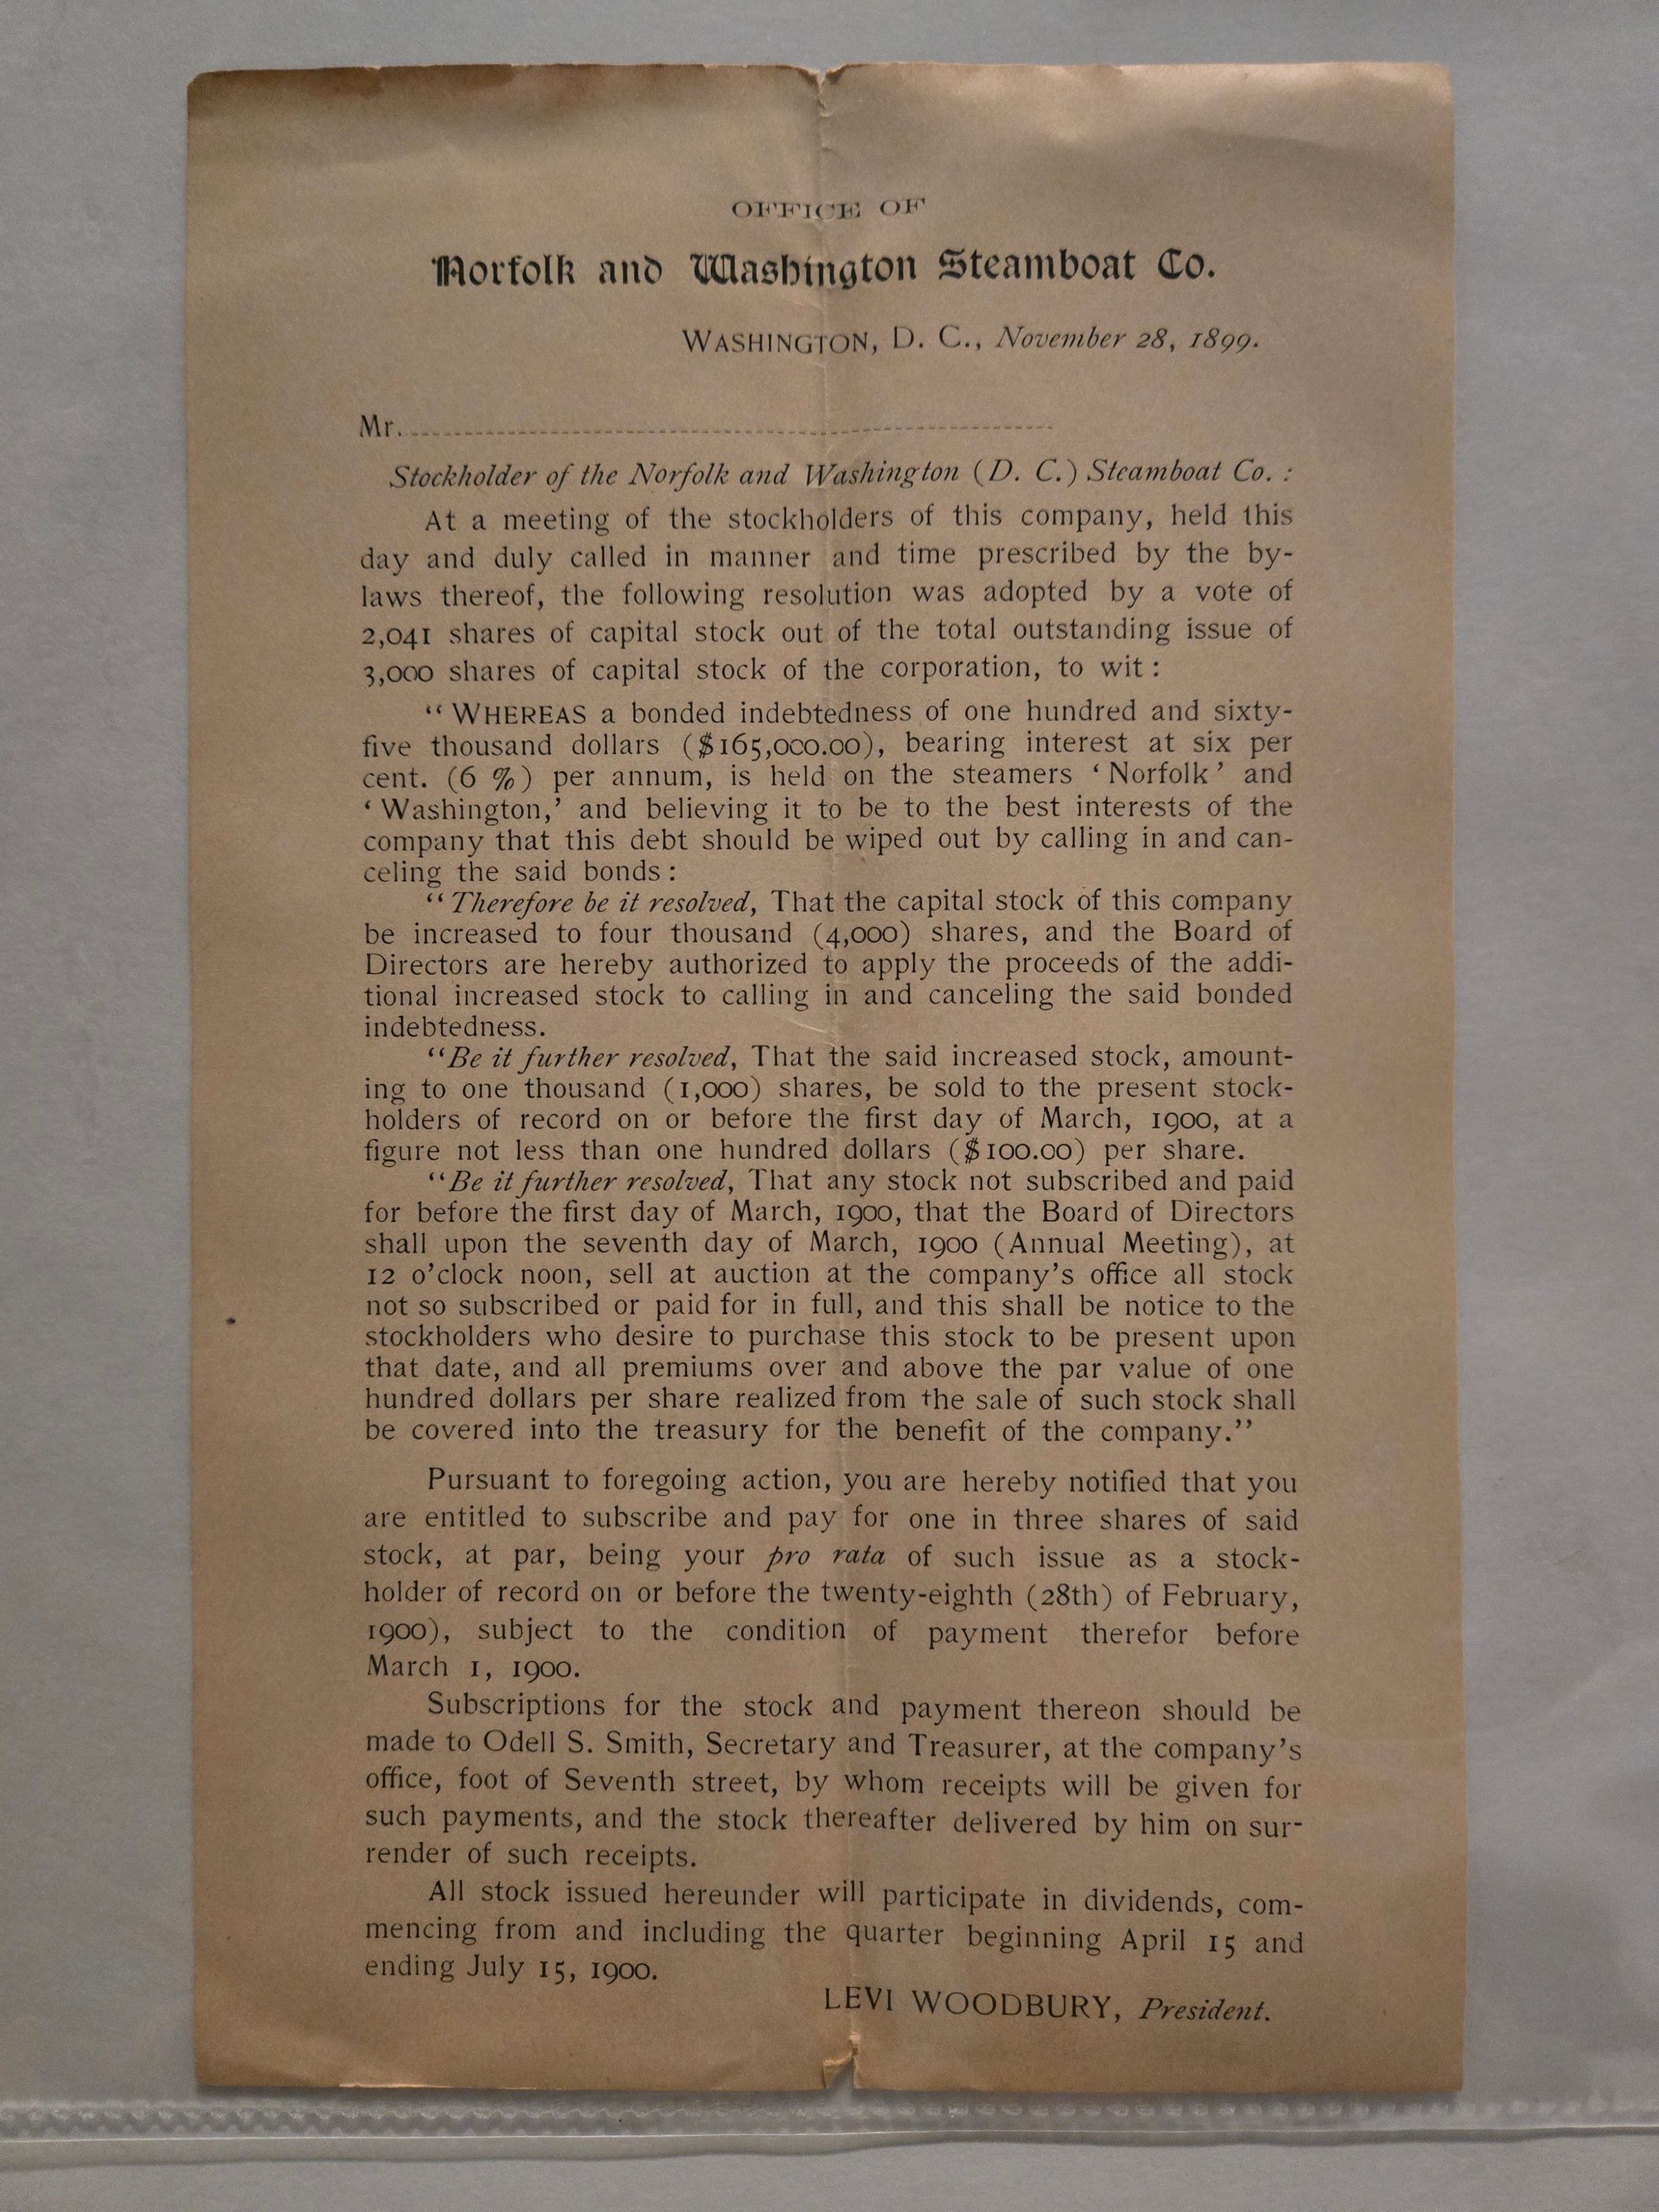 OFFICE OF
Norfolk and Washington Steamboat Co.
WASHINGTON, D. C., November 28, 1899.
Mr.
Stockholder of the Norfolk and Washington (D. C.) Steamboat Co. :
At a meeting of the stockholders of this company, held this
day and duly called in manner and time prescribed by the by-
laws thereof, the following resolution was adopted by a vote of
2,041 shares of capital stock out of the total outstanding issue of
3,000 shares of capital stock of the corporation, to wit :
“ WHEREAS a bonded indebtedness of one hundred and sixty-
five thousand dollars ($165,000.00), bearing interest at six per
cent. (6 %) per annum, is held on the steamers ‘ Norfolk ’ and
‘ Washington,’ and believing it to be to the best interests of the
company that this debt should be wiped out by calling in and can-
celing the said bonds :
“ Therefore be it resolved, That the capital stock of this company
be increased to four thousand (4,000) shares, and the Board of
Directors are hereby authorized to apply the proceeds of the addi-
tional increased stock to calling in and canceling the said bonded
indebtedness.
“Be it further resolved, That the said increased stock, amount-
ing to one thousand (1,000) shares, be sold to the present stock-
holders of record on or before the first day of March, 1900, at a
figure not less than one hundred dollars ($100.00) per share.
“Be it further resolved, That any stock not subscribed and paid
for before the first day of March, 1900, that the Board of Directors
shall upon the seventh day of March, 1900 (Annual Meeting), at
12 o’clock noon, sell at auction at the company’s office all stock
not so subscribed or paid for in full, and this shall be notice to the
stockholders who desire to purchase this stock to be present upon
that date, and all premiums over and above the par value of one
hundred dollars per share realized from the sale of such stock shall
be covered into the treasury for the benefit of the company.”
Pursuant to foregoing action, you are hereby notified that you
are entitled to subscribe and pay for one in three shares of said
stock, at par, being your pro rata of such issue as a stock-
holder of record on or before the twenty-eighth (28th) of February,
1900), subject to the condition of payment therefor before
March 1, 1900.
Subscriptions for the stock and payment thereon should be
made to Odell S. Smith, Secretary and Treasurer, at the company’s
office, foot of Seventh street, by whom receipts will be given for
such payments, and the stock thereafter delivered by him on sur-
render of such receipts.
All stock issued hereunder will participate in dividends, com-
mencing from and including the quarter beginning April 15 and
ending July 15, 1900.
LEVI WOODBURY, President.